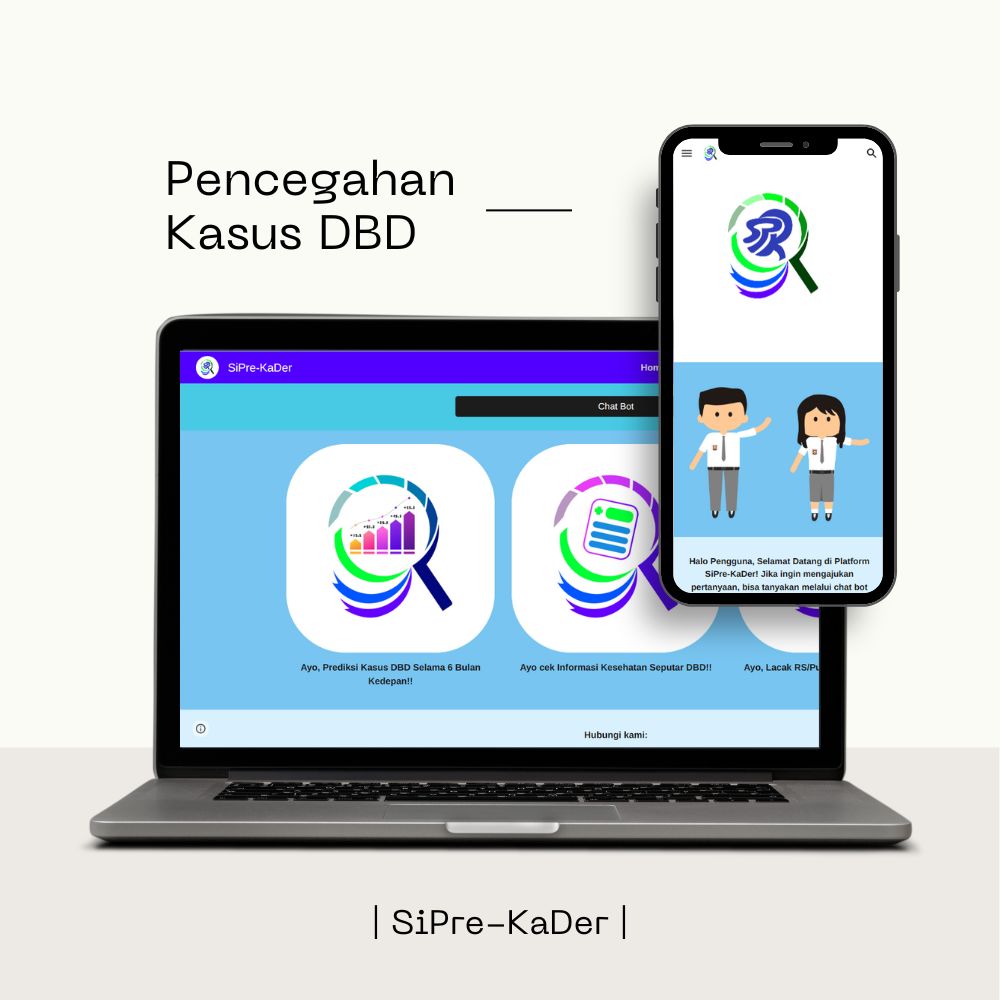 Pencegahan
Kasus DBD
SiPre-KaDer
Chat Bot
Ayo, Prediksi Kasus DBD Selama 6 Bulan
Kedepan!!
Ayo cek Informasi Kesehatan Seputar DBD!!
Ayo, Lacak
Hubungi kami:
Halo Pengguna, Selamat Datang di Platform
SiPre-KaDer! Jika ingin mengajukan
pertanyaan, bisa tanyakan melalui chat bot
| SiPre-KaDer |